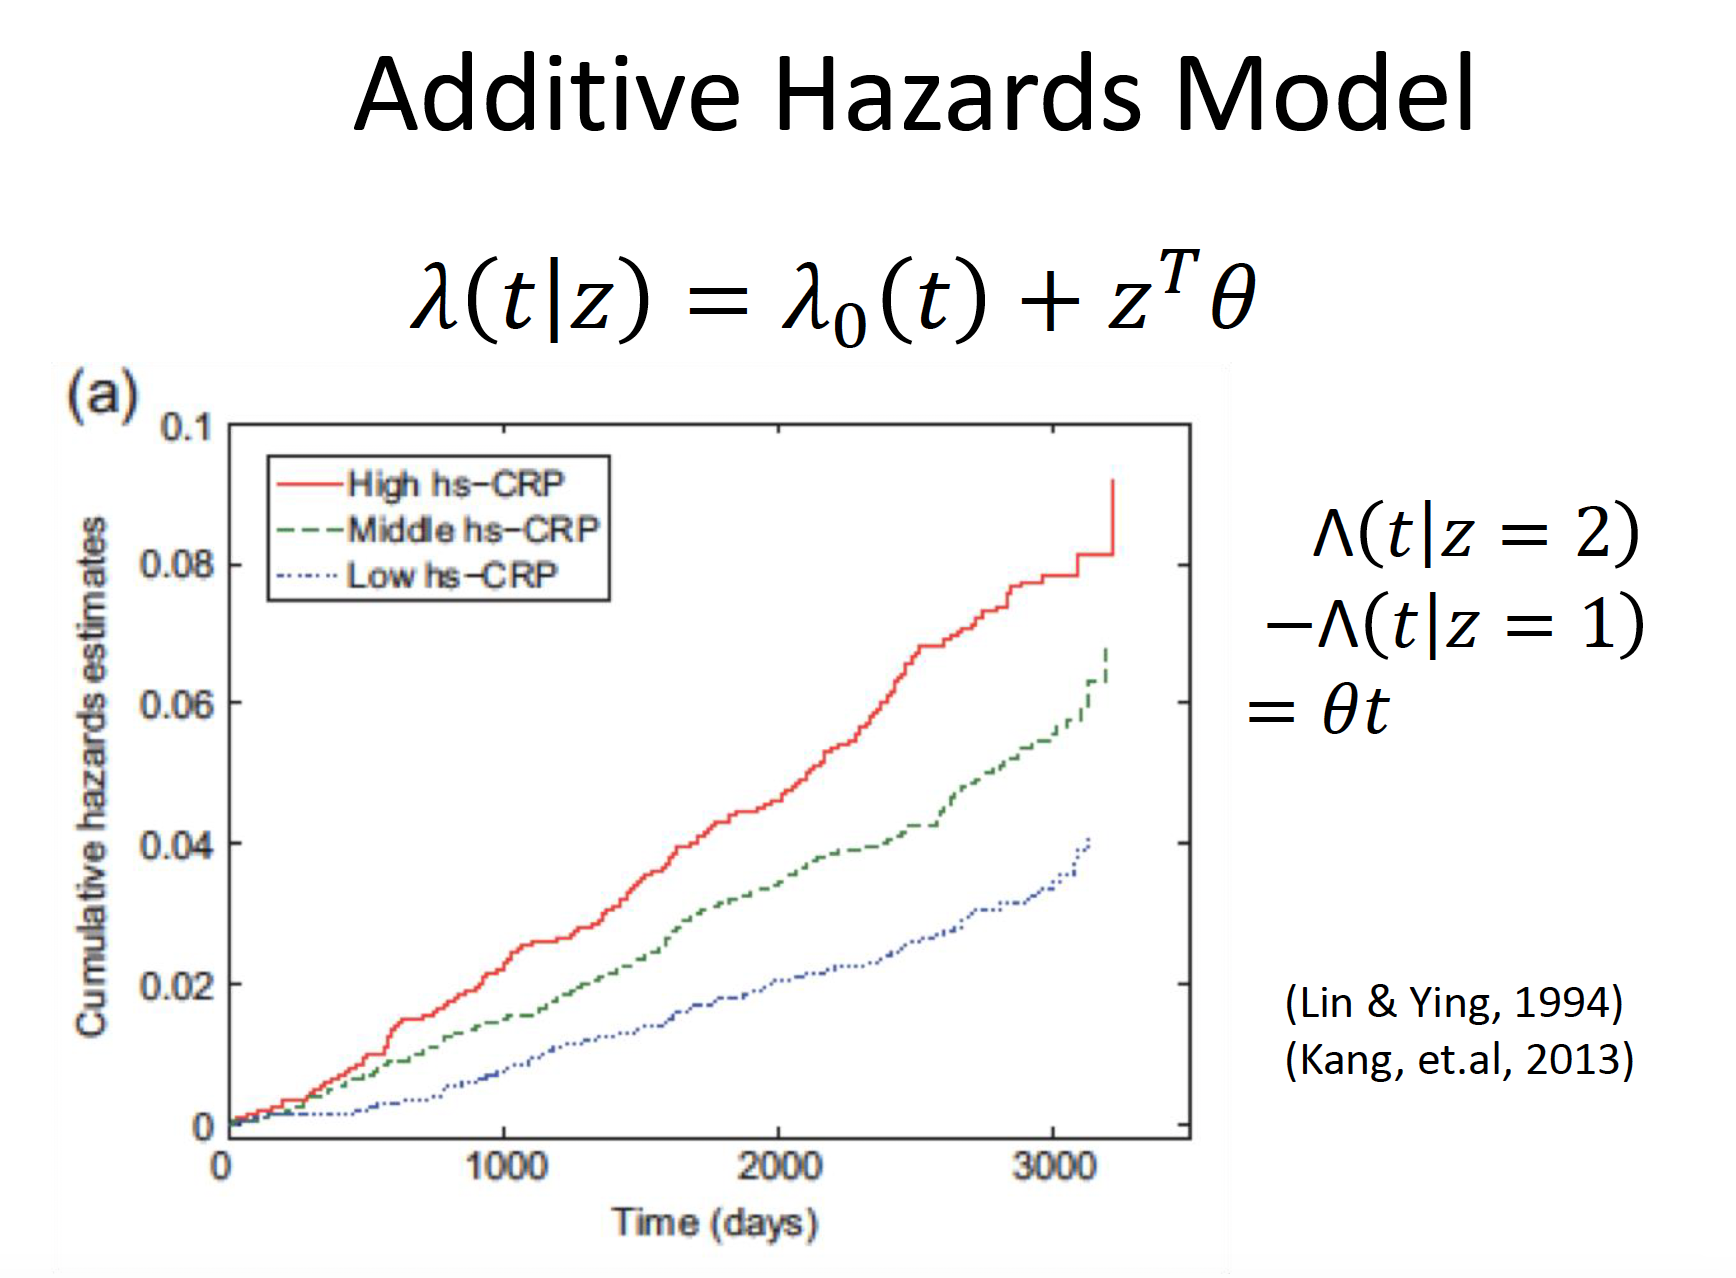 Additive Hazards Model
λ(t|z) = λ₀(t) + zᵀθ
(a)
0.1
0.08
0.06
0.04
0.02
0
Cumulative hazards estimates
High hs−CRP
Middle hs−CRP
Low hs−CRP
0 1000 2000 3000
Time (days)
Λ(t|z = 2)
−Λ(t|z = 1)
= θt
(Lin & Ying, 1994)
(Kang, et.al, 2013)